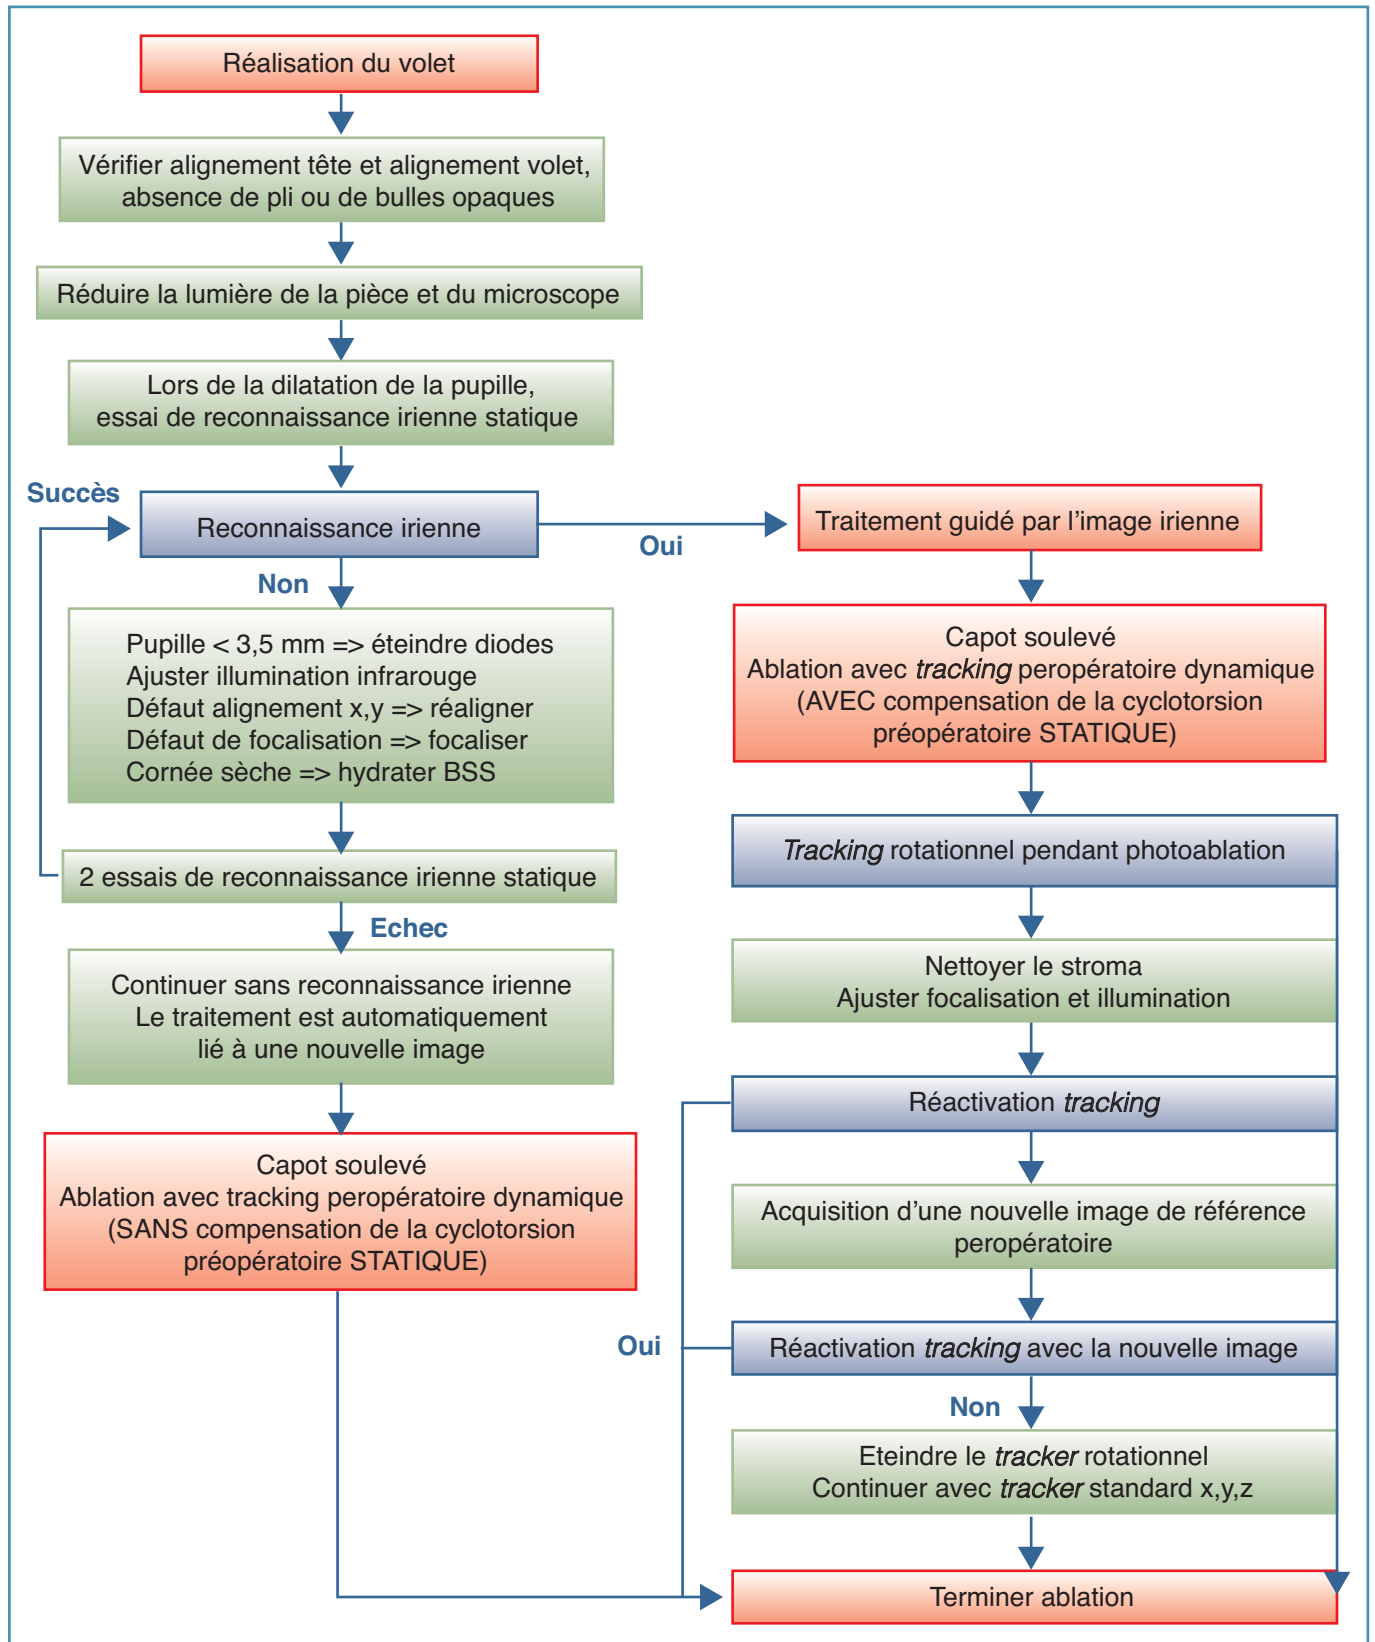 Réalisation du volet
Vérifier alignement tête et alignement volet,
absence de pli ou de bulles opaques
Réduire la lumière de la pièce et du microscope
Lors de la dilatation de la pupille,
essai de reconnaissance irienne statique
Succès
Reconnaissance irienne
Oui
Non
Pupille < 3,5 mm => éteindre diodes
Ajuster illumination infrarouge
Défaut alignement x,y => réaligner
Défaut de focalisation => focaliser
Cornée sèche => hydrater BSS
2 essais de reconnaissance irienne statique
Echec
Continuer sans reconnaissance irienne
Le traitement est automatiquement
lié à une nouvelle image
Capot soulevé
Ablation avec tracking peropératoire dynamique
(SANS compensation de la cyclotorsion
préopératoire STATIQUE)
Traitement guidé par l'image irienne
Capot soulevé
Ablation avec tracking peropératoire dynamique
(AVEC compensation de la cyclotorsion
préopératoire STATIQUE)
Tracking rotationnel pendant photoablation
Nettoyer le stroma
Ajuster focalisation et illumination
Réactivation tracking
Acquisition d'une nouvelle image de référence
peropératoire
Oui
Réactivation tracking avec la nouvelle image
Non
Eteindre le tracker rotationnel
Continuer avec tracker standard x,y,z
Terminer ablation